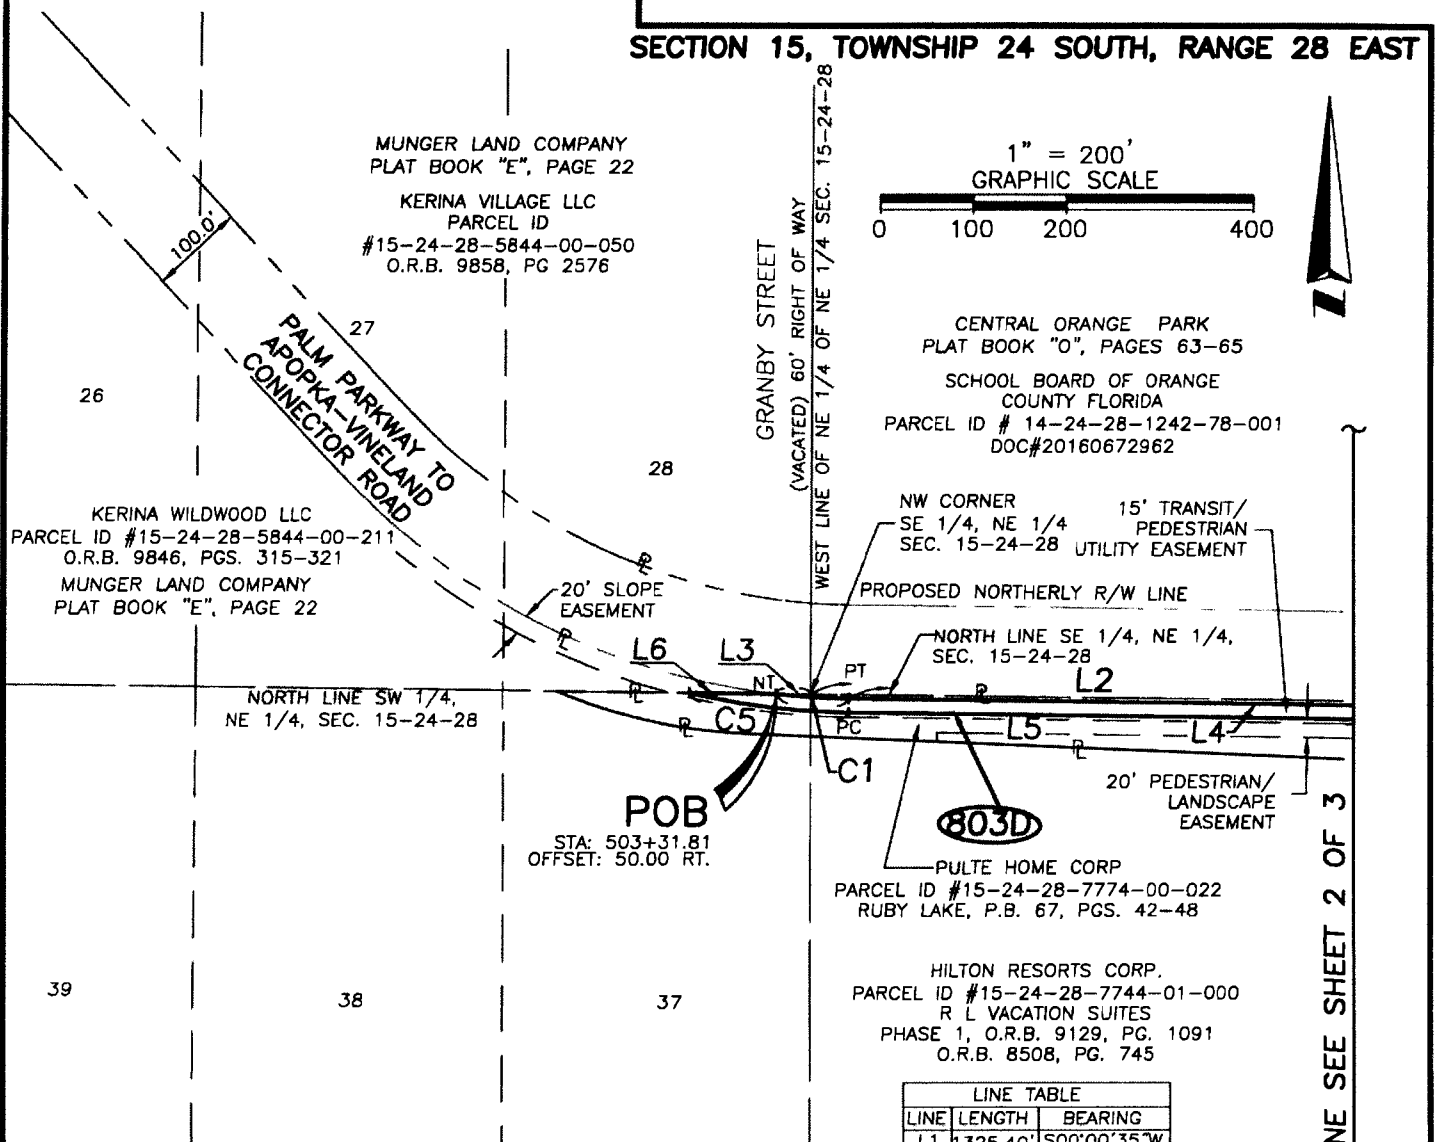 SECTION 15, TOWNSHIP 24 SOUTH, RANGE 28 EAST
MUNGER LAND COMPANY
PLAT BOOK "E", PAGE 22
KERINA VILLAGE LLC
PARCEL ID
#15-24-28-5844-00-050
O.R.B. 9858, PG 2576
100.0'
1" = 200'
GRAPHIC SCALE
0 100 200 400
GRANBY STREET
(VACATED) 60' RIGHT OF WAY
WEST LINE OF NE 1/4 OF NE 1/4 SEC. 15-24-28
CENTRAL ORANGE PARK
PLAT BOOK "O", PAGES 63-65
SCHOOL BOARD OF ORANGE
COUNTY FLORIDA
PARCEL ID # 14-24-28-1242-78-001
DOC#20160672962
27
26
28
PALM PARKWAY TO
APOPKA-VINELAND
CONNECTOR ROAD
KERINA WILDWOOD LLC
PARCEL ID #15-24-28-5844-00-211
O.R.B. 9846, PGS. 315-321
MUNGER LAND COMPANY
PLAT BOOK "E", PAGE 22
NW CORNER
SE 1/4, NE 1/4
SEC. 15-24-28
15' TRANSIT/
PEDESTRIAN
UTILITY EASEMENT
20' SLOPE
EASEMENT
PROPOSED NORTHERLY R/W LINE
NORTH LINE SE 1/4, NE 1/4,
SEC. 15-24-28
L6
L3
NT
PT
L2
NORTH LINE SW 1/4,
NE 1/4, SEC. 15-24-28
C5
PC
L5
L4
C1
POB
STA: 503+31.81
OFFSET: 50.00 RT.
803D
20' PEDESTRIAN/
LANDSCAPE
EASEMENT
PULTE HOME CORP
PARCEL ID #15-24-28-7774-00-022
RUBY LAKE, P.B. 67, PGS. 42-48
39
38
37
HILTON RESORTS CORP.
PARCEL ID #15-24-28-7744-01-000
R L VACATION SUITES
PHASE 1, O.R.B. 9129, PG. 1091
O.R.B. 8508, PG. 745
NE SEE SHEET 2 OF 3
LINE TABLE
LINE LENGTH BEARING
L1 1325.40' S00°00'35"W